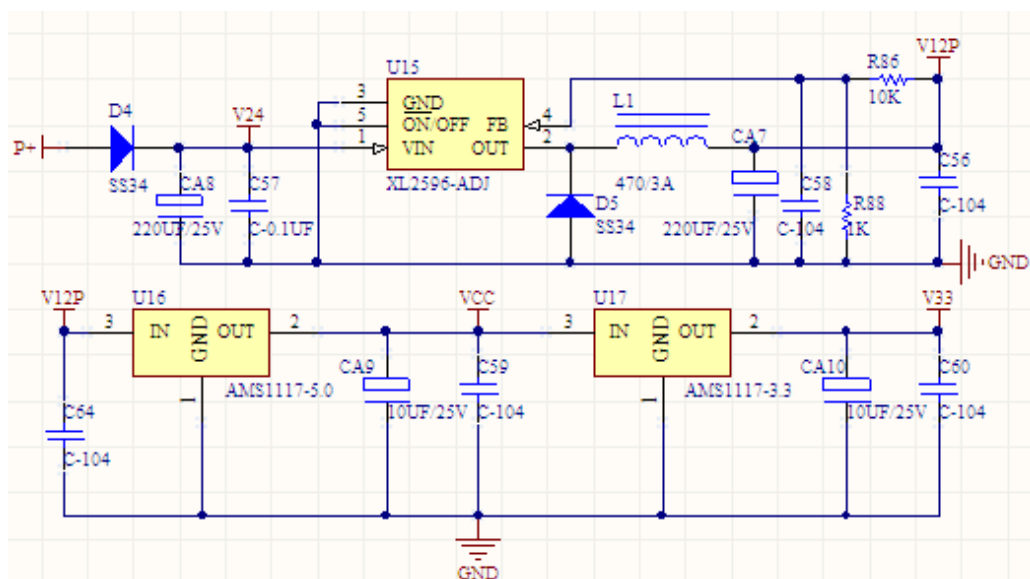 U15
R86
V12P
10K
D4
V24
3
GND
L1
5
ON/OFF
FB
4
P+
1
VIN
OUT
2
CA7
SS34
CA8
C57
XL2596-ADJ
470/3A
C58
C56
D5
R88
C-104
220UF/25V
C-0.1UF
SS34
220UF/25V
C-104
1K
GND
V12P
U16
VCC
U17
V33
3
IN
GND
OUT
2
3
IN
GND
OUT
2
CA9
C59
CA10
C60
1
AMS1117-5.0
1
AMS1117-3.3
C64
10UF/25V
C-104
10UF/25V
C-104
C-104
GND